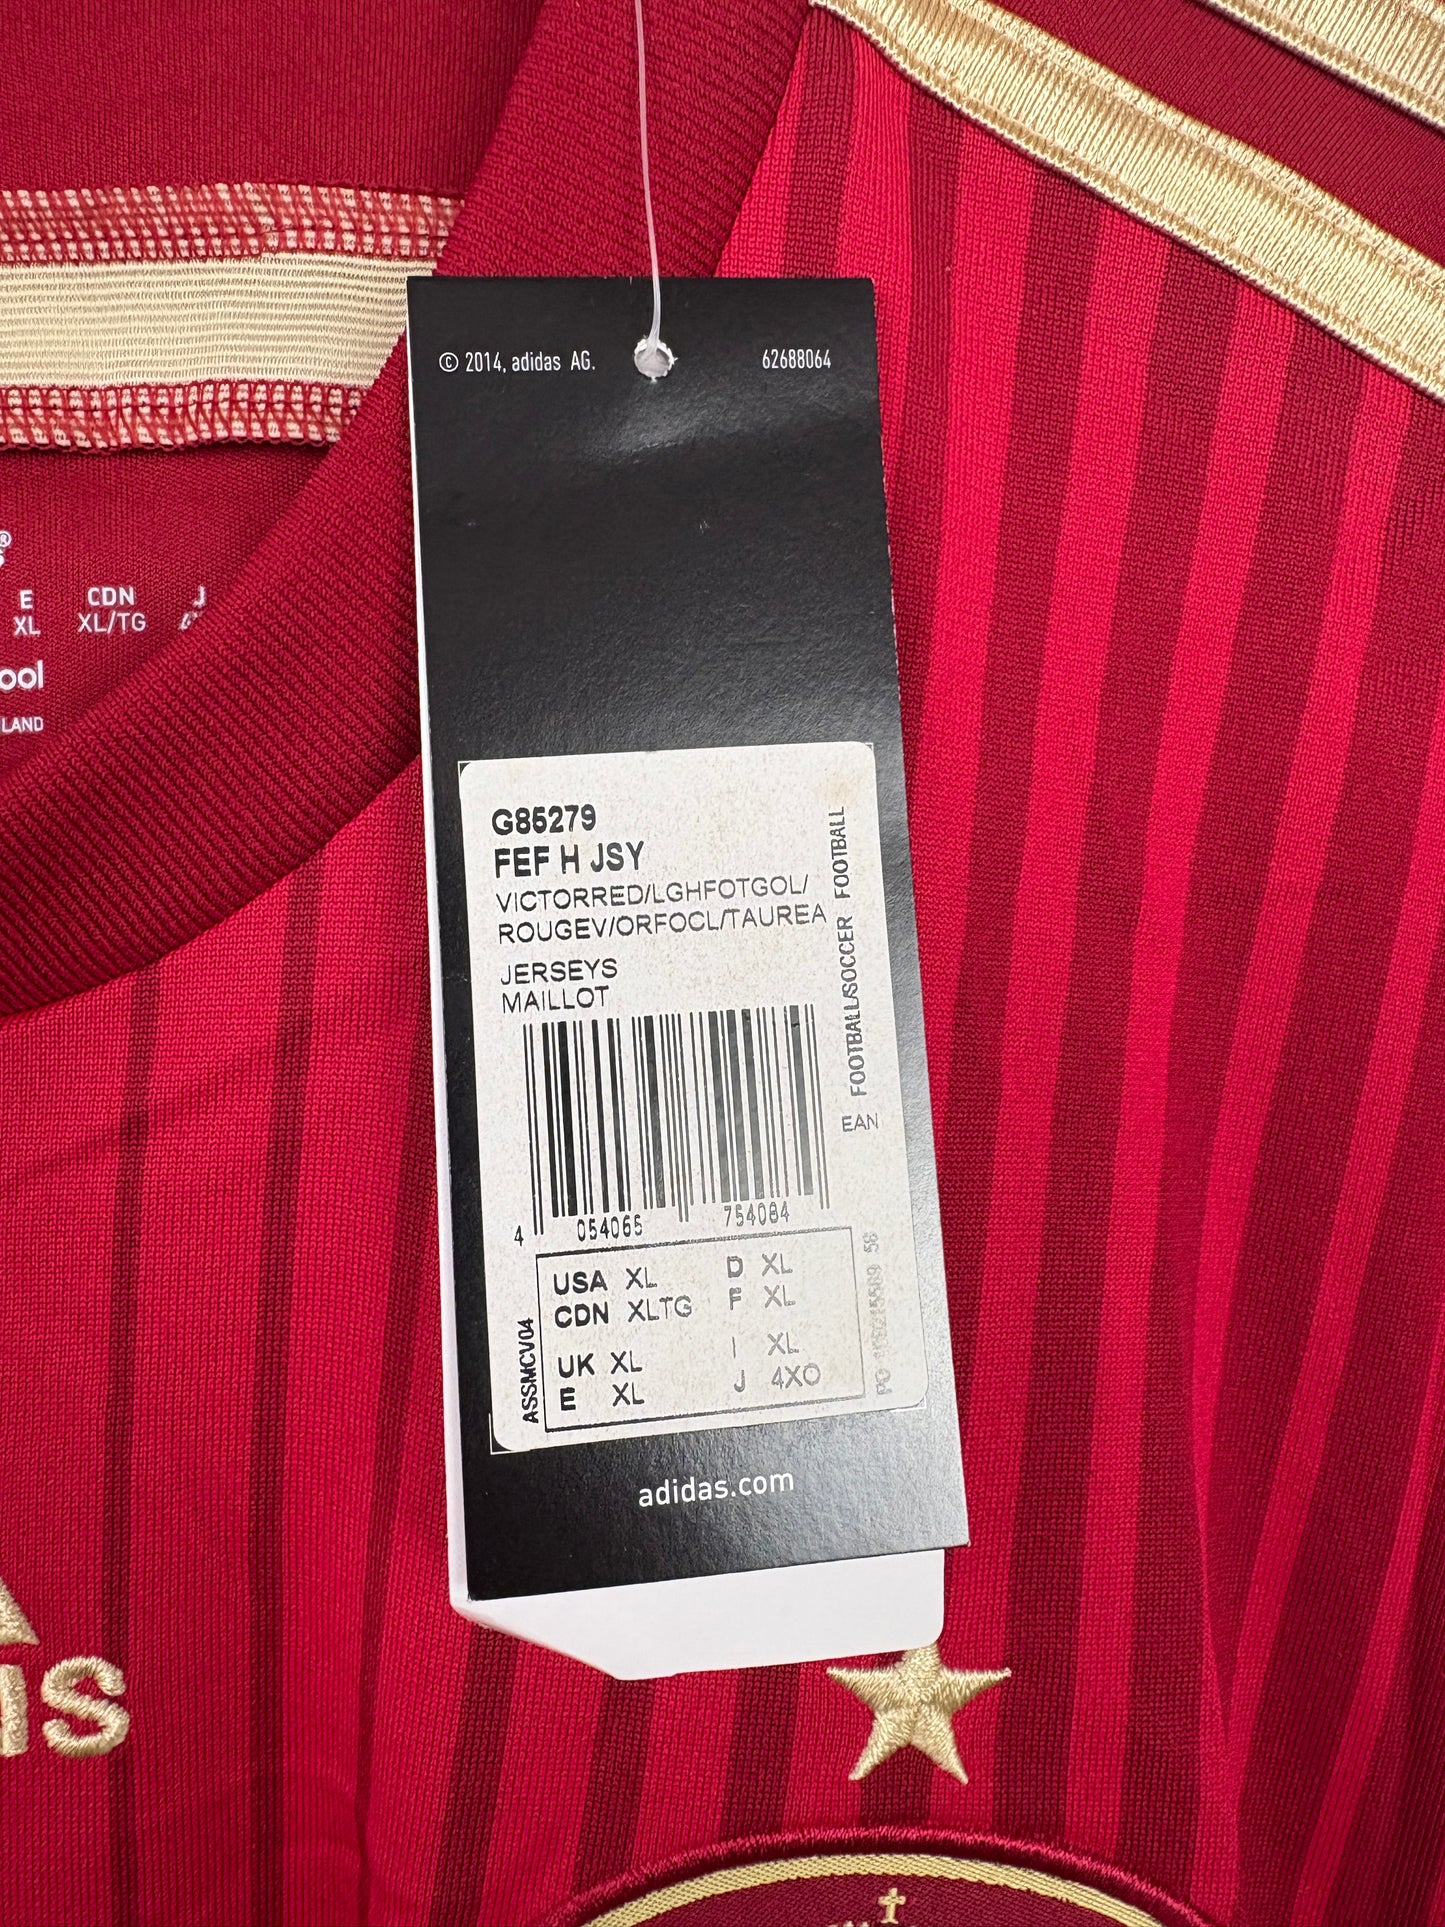 © 2014, adidas AG. 62688064
G85279
FEF H JSY
VICTORRED/LGHFOTGOL/
ROUGEV/ORFOCL/TAUREA
JERSEYS
MAILLOT
FOOTBALL/SOCCER FOOTBALL
EAN
4 054065 754084
USA XL D XL
CDN XLTG F XL
UK XL I XL
E XL J 4XO
ASSMCV04
adidas.com
E CDN J
XL XL/TG